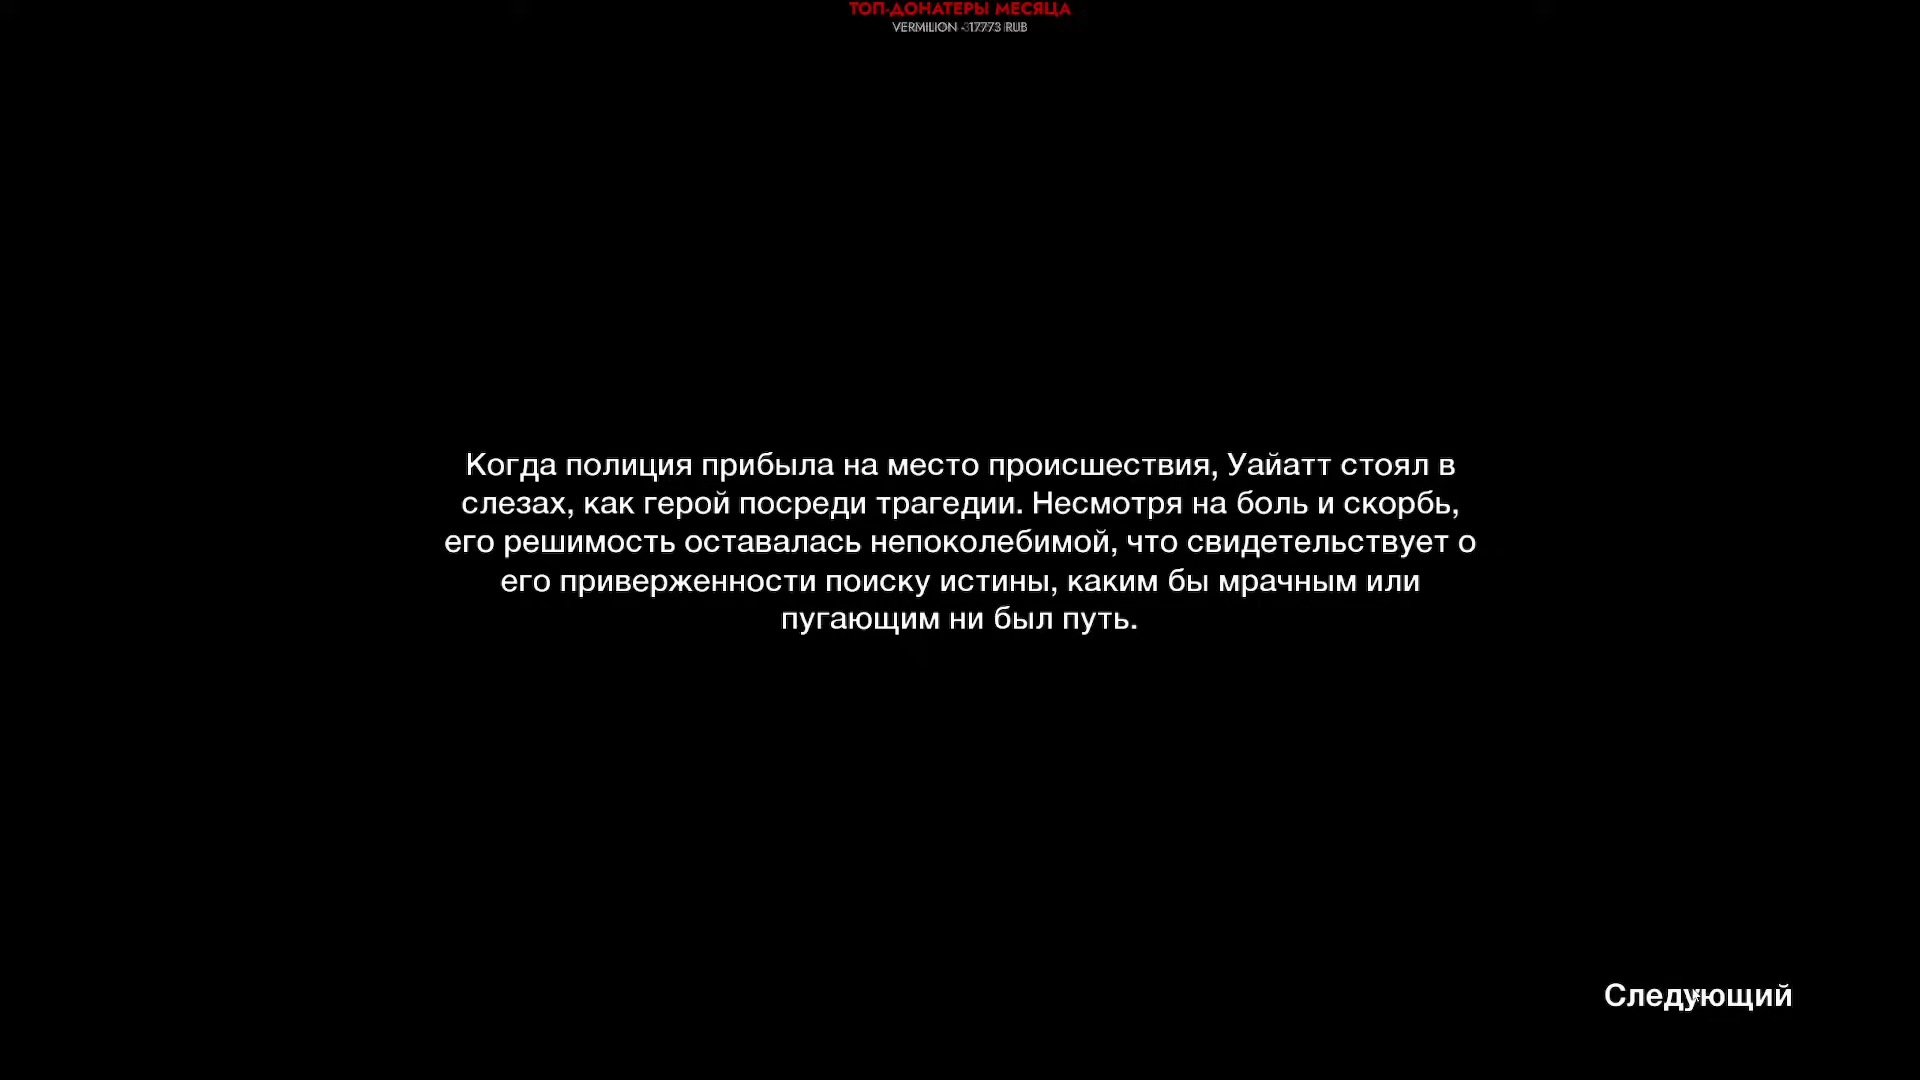 ТОП-ДОНАТЕРЫ МЕСЯЦА
VERMILION - 17773 RUB
Когда полиция прибыла на место происшествия, Уайатт стоял в
слезах, как герой посреди трагедии. Несмотря на боль и скорбь,
его решимость оставалась непоколебимой, что свидетельствует о
его приверженности поиску истины, каким бы мрачным или
пугающим ни был путь.
Следующий